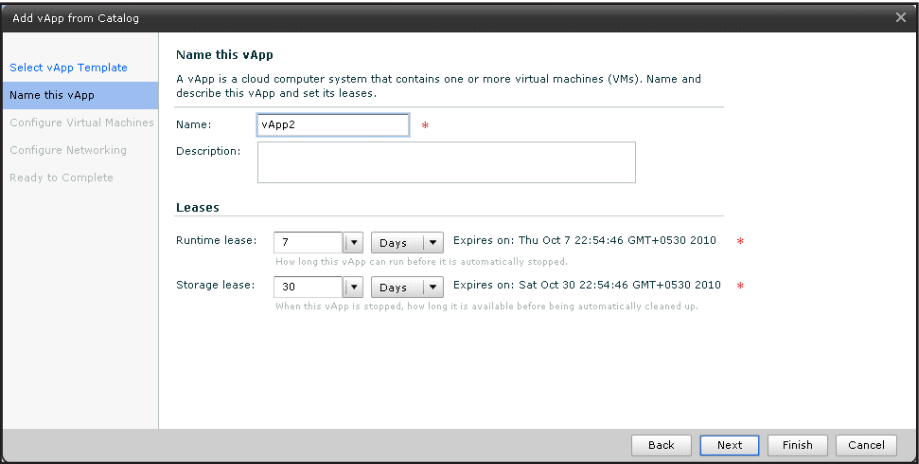 Add vApp from Catalog
Select vApp Template
Name this vApp
Configure Virtual Machines
Configure Networking
Ready to Complete
Name this vApp
A vApp is a cloud computer system that contains one or more virtual machines (VMs). Name and
describe this vApp and set its leases.
Name: vApp2 *
Description:
Leases
Runtime lease: 7 Days Expires on: Thu Oct 7 22:54:46 GMT+0530 2010 *
How long this vApp can run before it is automatically stopped.
Storage lease: 30 Days Expires on: Sat Oct 30 22:54:46 GMT+0530 2010 *
When this vApp is stopped, how long it is available before being automatically cleaned up.
Back Next Finish Cancel